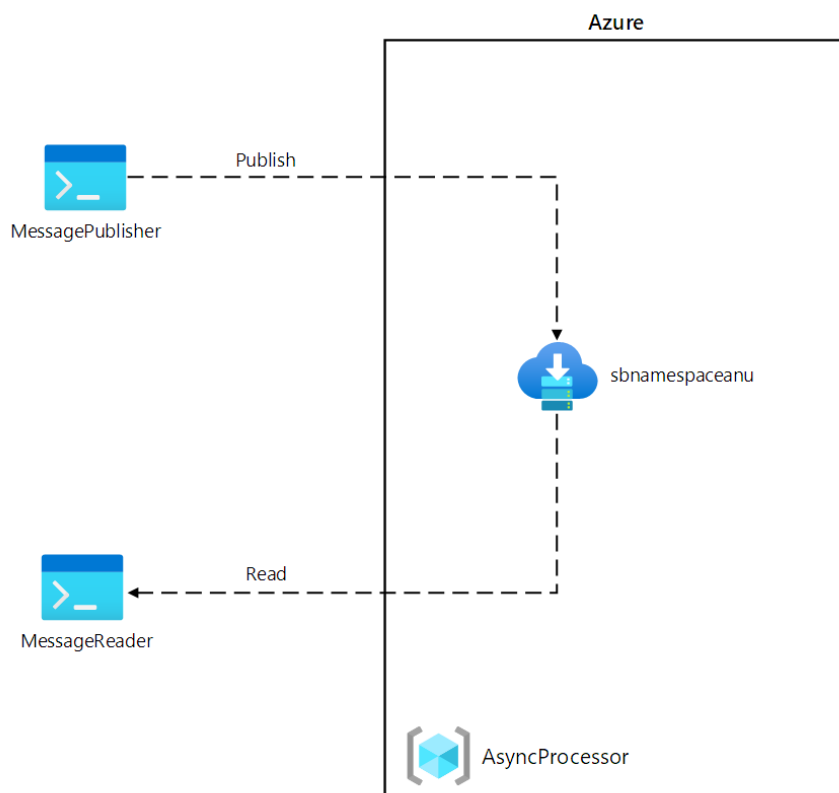 Azure
Publish
MessagePublisher
sbnamespaceanu
Read
MessageReader
AsyncProcessor